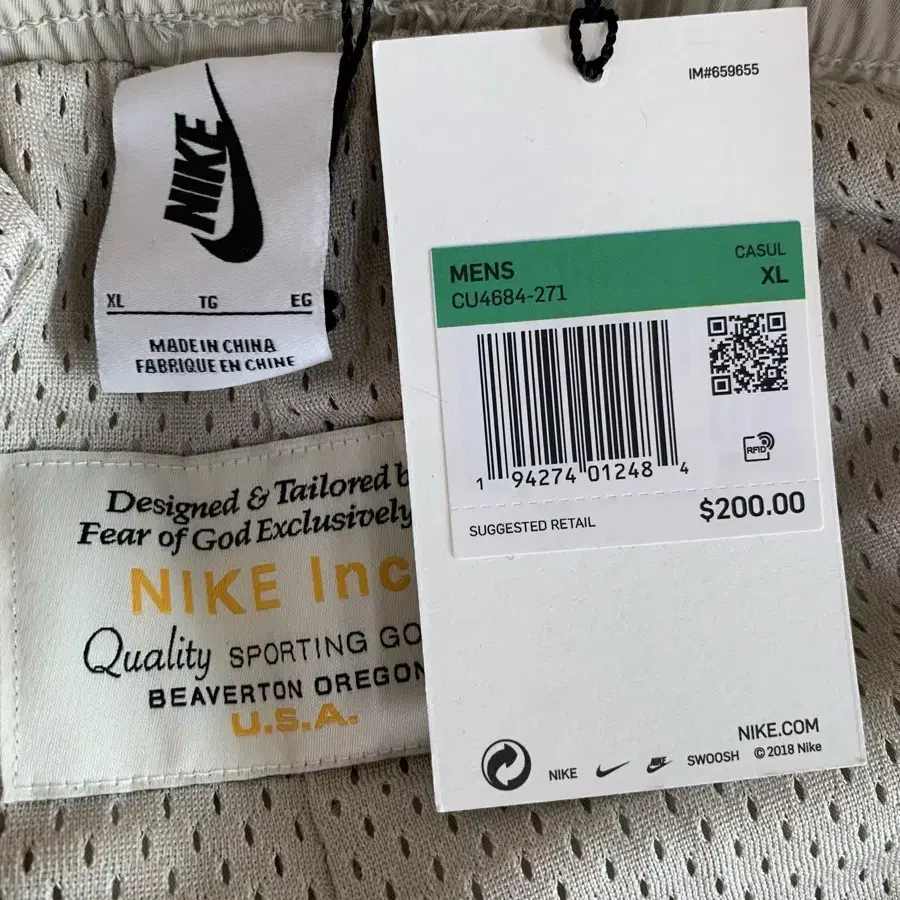 NIKE
XL TG EG
MADE IN CHINA
FABRIQUE EN CHINE
Designed & Tailored b
Fear of God Exclusively
NIKE Inc
Quality SPORTING GO
BEAVERTON OREGON
U.S.A.
IM#659655
MENS
CU4684-271
CASUL
XL
RFID
1 94274 01248 4
SUGGESTED RETAIL
$200.00
NIKE.COM
NIKE NIKE SWOOSH ©2018 Nike